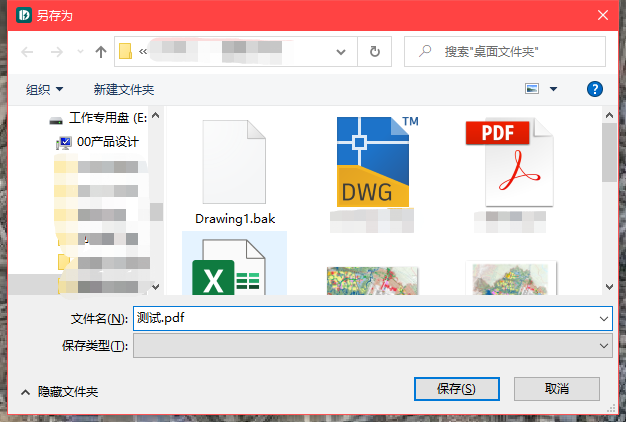 另存为
«
搜索"桌面文件夹"
组织
新建文件夹
?
工作专用盘 (E:
00产品设计
TM
DWG
PDF
Drawing1.bak
X
文件名(N):
测试.pdf
保存类型(T):
隐藏文件夹
保存(S)
取消